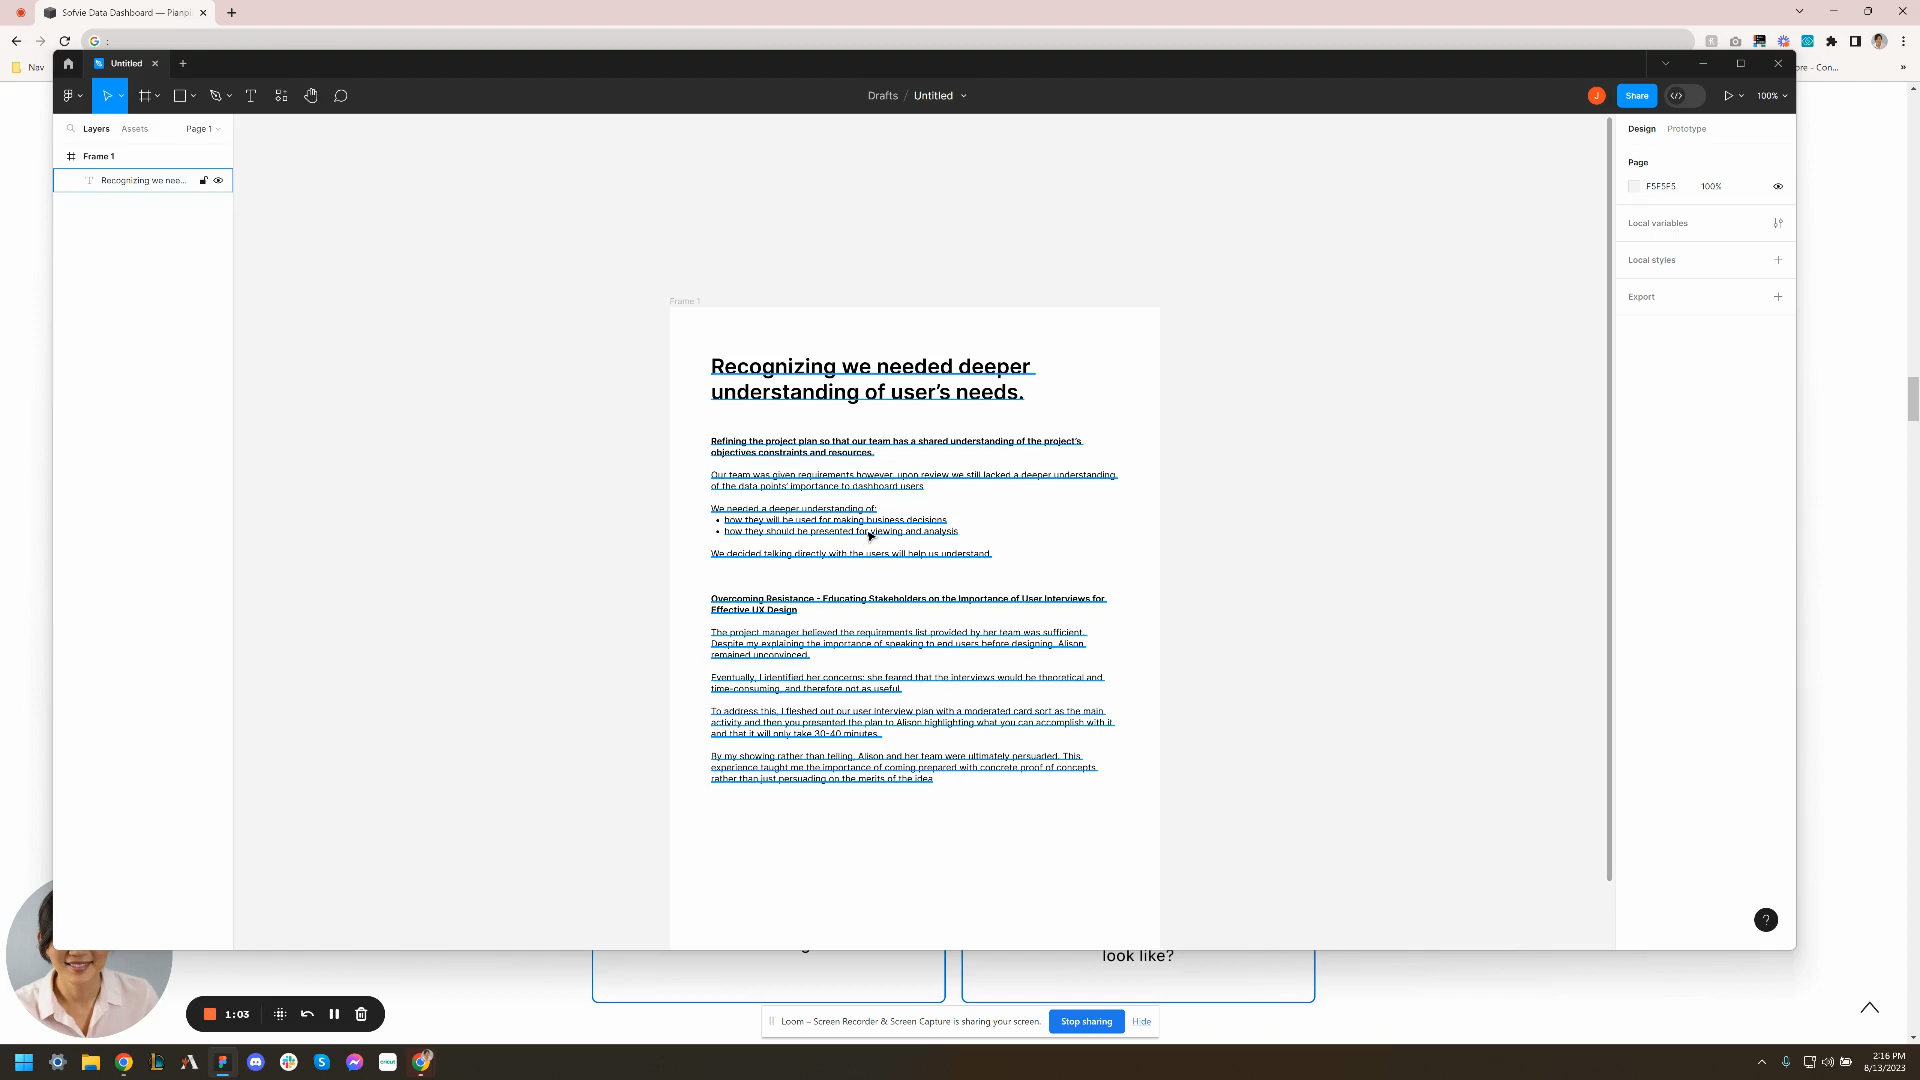 Sofvie Data Dashboard — Pianpi
:
Nav
ore - Con...
»
Untitled
Drafts / Untitled
J
Share
100%
Layers
Assets
Page 1
Design
Prototype
Frame 1
Recognizing we nee...
Page
F5F5F5
100%
Local variables
Local styles
Export
Frame 1
Recognizing we needed deeper
understanding of user's needs.
Refining the project plan so that our team has a shared understanding of the project's
objectives constraints and resources.
Our team was given requirements however, upon review we still lacked a deeper understanding
of the data points' importance to dashboard users
We needed a deeper understanding of:
• how they will be used for making business decisions
• how they should be presented for viewing and analysis
We decided talking directly with the users will help us understand.
Overcoming Resistance - Educating Stakeholders on the Importance of User Interviews for
Effective UX Design
The project manager believed the requirements list provided by her team was sufficient.
Despite my explaining the importance of speaking to end users before designing, Alison
remained unconvinced.
Eventually, I identified her concerns: she feared that the interviews would be theoretical and
time-consuming, and therefore not as useful.
To address this, I fleshed out our user interview plan with a moderated card sort as the main
activity and then you presented the plan to Alison highlighting what you can accomplish with it
and that it will only take 30-40 minutes.
By my showing rather than telling, Alison and her team were ultimately persuaded. This
experience taught me the importance of coming prepared with concrete proof of concepts
rather than just persuading on the merits of the idea
?
look like?
1:03
Loom – Screen Recorder & Screen Capture is sharing your screen.
Stop sharing
Hide
cricut
2:16 PM
8/13/2023